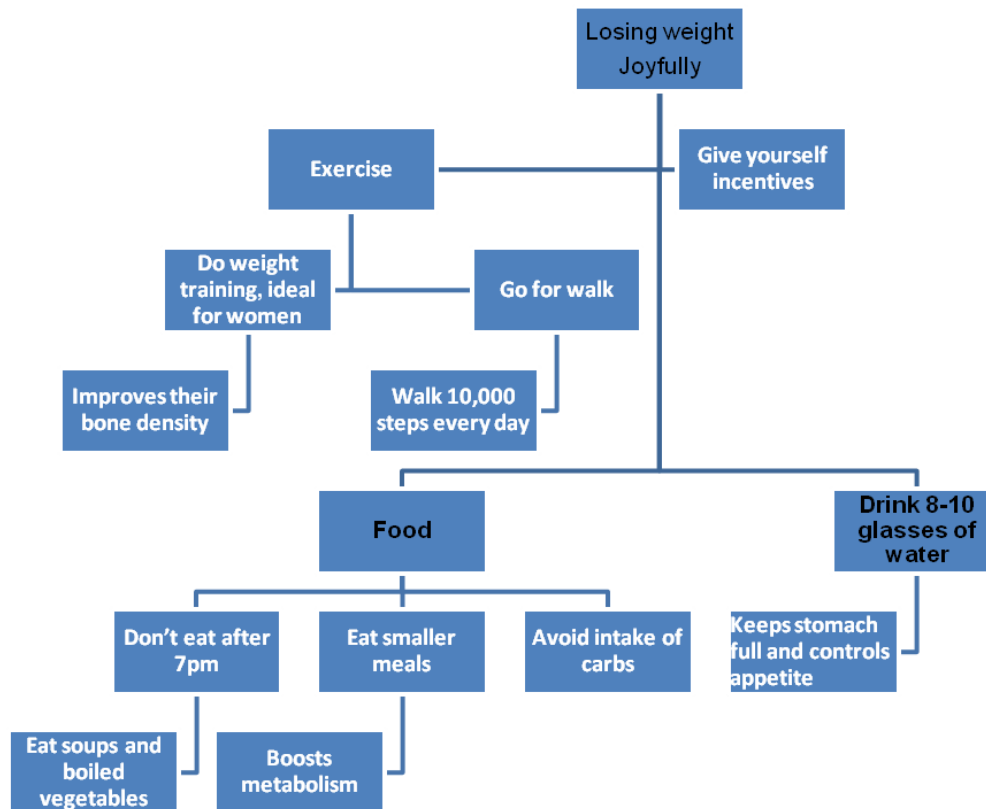 Losing weight
Joyfully
Exercise
Give yourself
incentives
Do weight
training, ideal
for women
Go for walk
Improves their
bone density
Walk 10,000
steps every day
Food
Drink 8-10
glasses of
water
Don’t eat after
7pm
Eat smaller
meals
Avoid intake of
carbs
Keeps stomach
full and controls
appetite
Eat soups and
boiled
vegetables
Boosts
metabolism